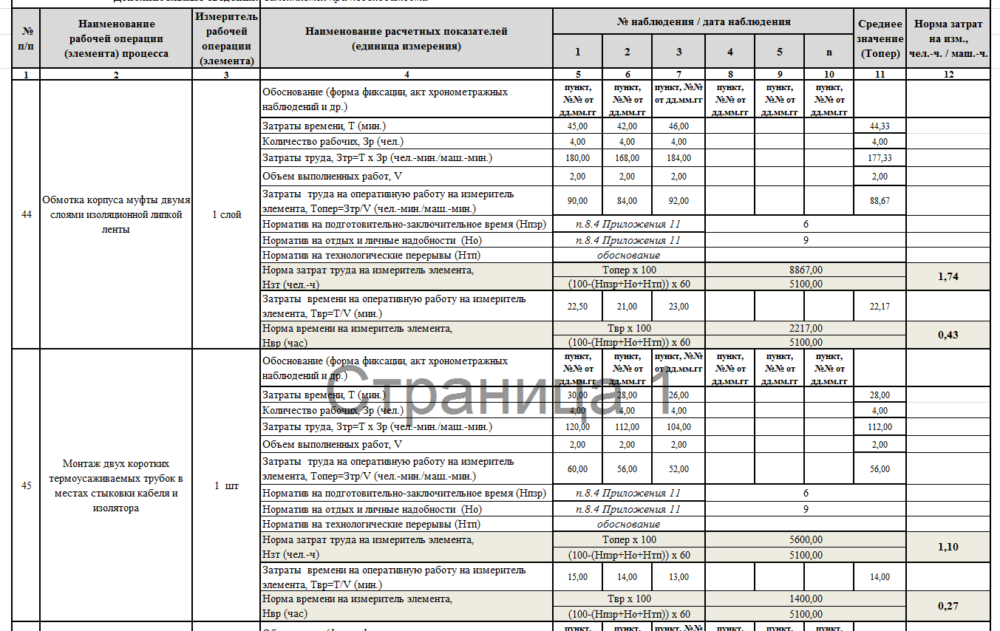 № п/п
Наименование рабочей операции (элемента) процесса
Измеритель рабочей операции (элемента)
Наименование расчетных показателей (единица измерения)
№ наблюдения / дата наблюдения
Среднее значение (Топер)
Норма затрат на изм., чел.-ч. / маш.-ч.
1 2 3 4 5 n
1 2 3 4 5 6 7 8 9 10 11 12
44
Обмотка корпуса муфты двумя слоями изоляционной липкой ленты
1 слой
Обоснование (форма фиксации, акт хронометражных наблюдений и др.) пункт, №№ от дд.мм.гг пункт, №№ от дд.мм.гг пункт, №№ от дд.мм.гг пункт, №№ от дд.мм.гг пункт, №№ от дд.мм.гг пункт, №№ от дд.мм.гг
Затраты времени, Т (мин.) 45,00 42,00 46,00 44,33
Количество рабочих, Зр (чел.) 4,00 4,00 4,00 4,00
Затраты труда, Зтр=Т х Зр (чел.-мин./маш.-мин.) 180,00 168,00 184,00 177,33
Объем выполненных работ, V 2,00 2,00 2,00 2,00
Затраты труда на оперативную работу на измеритель элемента, Топер=Зтр/V (чел.-мин./маш.-мин.) 90,00 84,00 92,00 88,67
Норматив на подготовительно-заключительное время (Нпзр) п.8.4 Приложения 11 6
Норматив на отдых и личные надобности (Но) п.8.4 Приложения 11 9
Норматив на технологические перерывы (Нтп) обоснование
Норма затрат труда на измеритель элемента, Топер х 100 8867,00 1,74
Нзт (чел.-ч) (100-(Нпзр+Но+Нтп)) х 60 5100,00
Затраты времени на оперативную работу на измеритель элемента, Твр=Т/V (мин.) 22,50 21,00 23,00 22,17
Норма времени на измеритель элемента, Твр х 100 2217,00 0,43
Нвр (час) (100-(Нпзр+Но+Нтп)) х 60 5100,00
45
Монтаж двух коротких термоусаживаемых трубок в местах стыковки кабеля и изолятора
1 шт
Обоснование (форма фиксации, акт хронометражных наблюдений и др.) пункт, №№ от дд.мм.гг пункт, №№ от дд.мм.гг пункт, №№ от дд.мм.гг пункт, №№ от дд.мм.гг пункт, №№ от дд.мм.гг пункт, №№ от дд.мм.гг
Страница 1
Затраты времени, Т (мин.) 30,00 28,00 26,00 28,00
Количество рабочих, Зр (чел.) 4,00 4,00 4,00 4,00
Затраты труда, Зтр=Т х Зр (чел.-мин./маш.-мин.) 120,00 112,00 104,00 112,00
Объем выполненных работ, V 2,00 2,00 2,00 2,00
Затраты труда на оперативную работу на измеритель элемента, Топер=Зтр/V (чел.-мин./маш.-мин.) 60,00 56,00 52,00 56,00
Норматив на подготовительно-заключительное время (Нпзр) п.8.4 Приложения 11 6
Норматив на отдых и личные надобности (Но) п.8.4 Приложения 11 9
Норматив на технологические перерывы (Нтп) обоснование
Норма затрат труда на измеритель элемента, Топер х 100 5600,00 1,10
Нзт (чел.-ч) (100-(Нпзр+Но+Нтп)) х 60 5100,00
Затраты времени на оперативную работу на измеритель элемента, Твр=Т/V (мин.) 15,00 14,00 13,00 14,00
Норма времени на измеритель элемента, Твр х 100 1400,00 0,27
Нвр (час) (100-(Нпзр+Но+Нтп)) х 60 5100,00